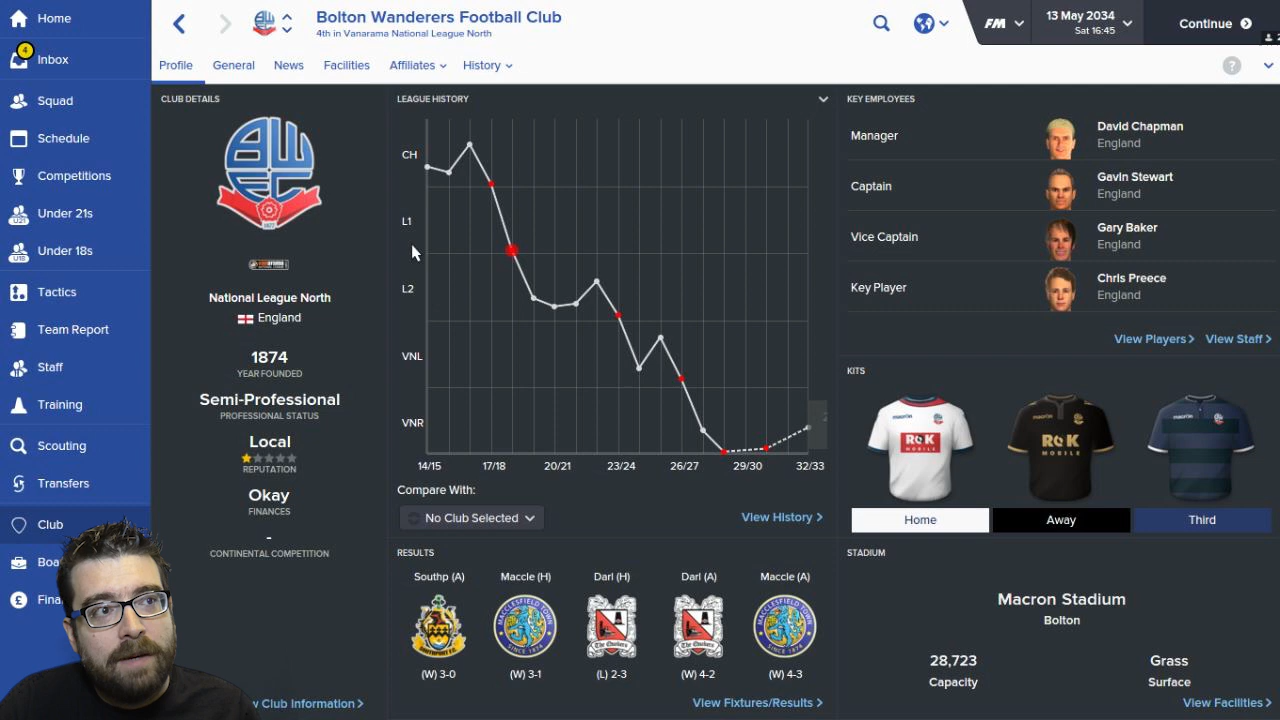 Home
4
Inbox
Squad
Schedule
Competitions
Under 21s
Under 18s
Tactics
Team Report
Staff
Training
Scouting
Transfers
Club
Boa
Fina
Bolton Wanderers Football Club
4th in Vanarama National League North
FM
13 May 2034
Sat 16:45
Continue
Profile
General
News
Facilities
Affiliates
History
?
CLUB DETAILS
National League North
England
1874
YEAR FOUNDED
Semi-Professional
PROFESSIONAL STATUS
Local
REPUTATION
Okay
FINANCES
-
CONTINENTAL COMPETITION
w Club Information >
LEAGUE HISTORY
CH
L1
L2
VNL
VNR
14/15
17/18
20/21
23/24
26/27
29/30
32/33
Compare With:
No Club Selected
View History >
RESULTS
Southp (A)
Maccle (H)
Darl (H)
Darl (A)
Maccle (A)
(W) 3-0
(W) 3-1
(L) 2-3
(W) 4-2
(W) 4-3
View Fixtures/Results >
KEY EMPLOYEES
Manager
David Chapman
England
Captain
Gavin Stewart
England
Vice Captain
Gary Baker
England
Key Player
Chris Preece
England
View Players >
View Staff >
KITS
Home
Away
Third
STADIUM
Macron Stadium
Bolton
28,723
Capacity
Grass
Surface
View Facilities >